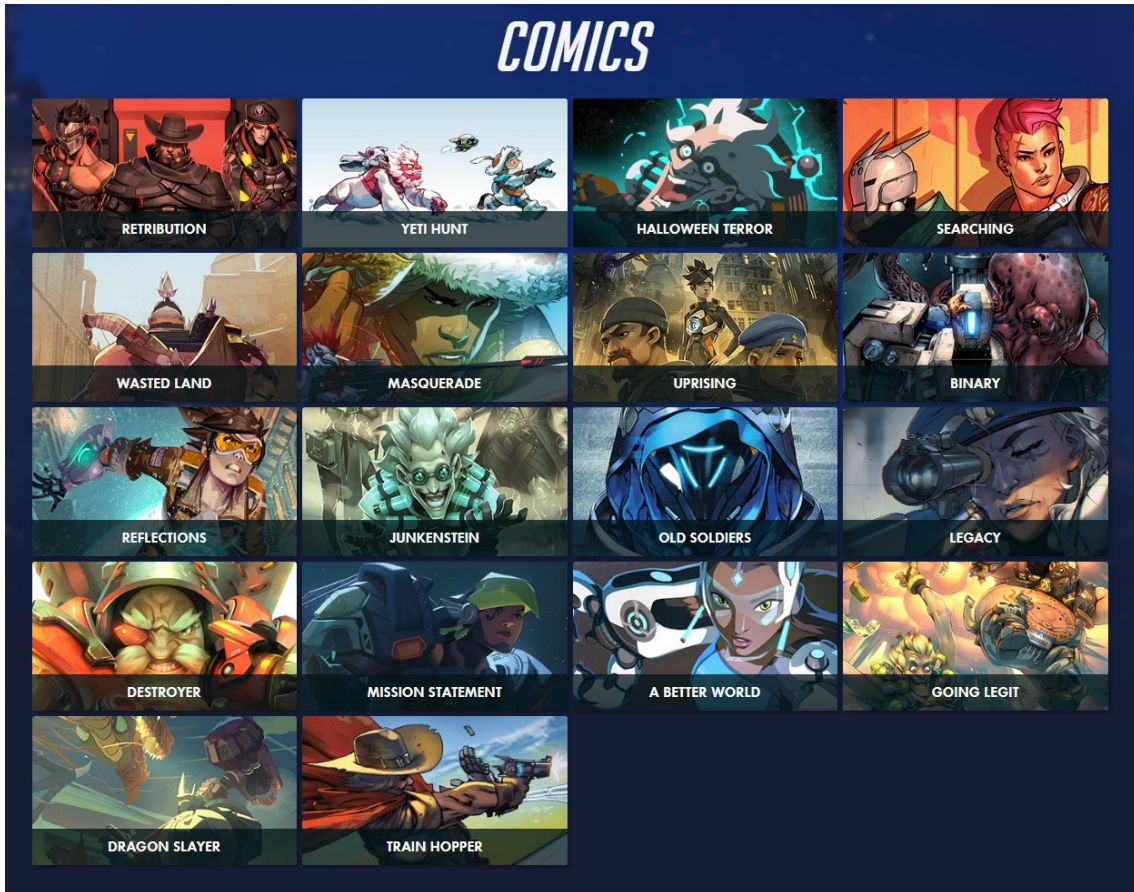 COMICS
RETRIBUTION
YETI HUNT
HALLOWEEN TERROR
SEARCHING
WASTED LAND
MASQUERADE
UPRISING
BINARY
REFLECTIONS
JUNKENSTEIN
OLD SOLDIERS
LEGACY
DESTROYER
MISSION STATEMENT
A BETTER WORLD
GOING LEGIT
DRAGON SLAYER
TRAIN HOPPER